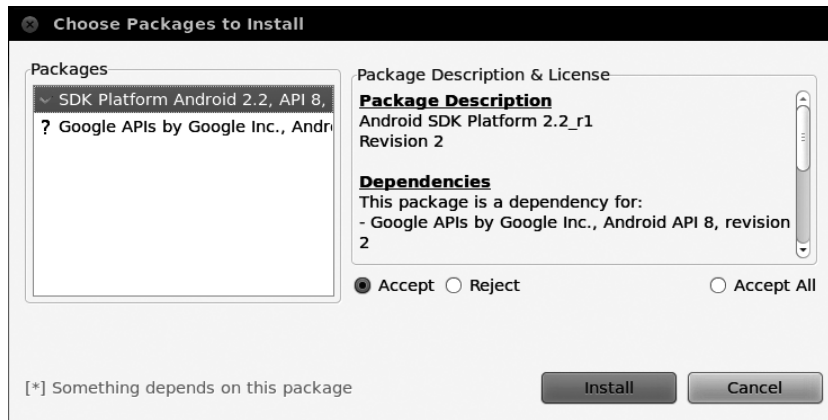 Choose Packages to Install
Packages
SDK Platform Android 2.2, API 8,
? Google APIs by Google Inc., Andr
Package Description & License
Package Description
Android SDK Platform 2.2_r1
Revision 2
Dependencies
This package is a dependency for:
- Google APIs by Google Inc., Android API 8, revision
2
Accept Reject Accept All
[*] Something depends on this package
Install Cancel